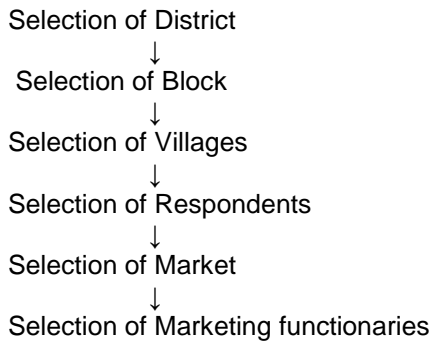 Selection of District
↓
Selection of Block
↓
Selection of Villages
↓
Selection of Respondents
↓
Selection of Market
↓
Selection of Marketing functionaries